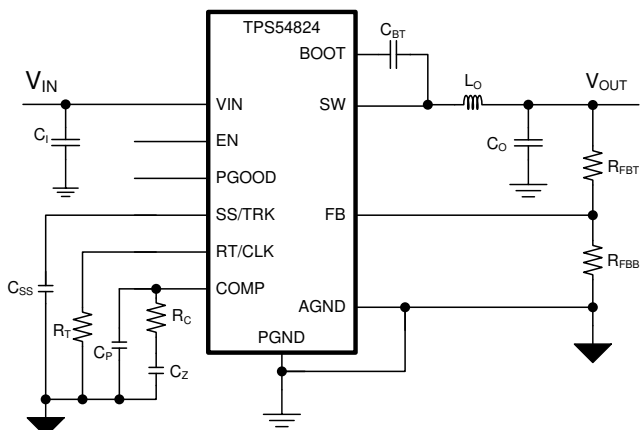 TPS54824
BOOT
C_BT
V_IN
VIN
SW
L_O
V_OUT
C_I
EN
C_O
R_FBT
PGOOD
SS/TRK
FB
RT/CLK
R_FBB
C_SS
COMP
R_T
R_C
AGND
C_P
PGND
C_Z